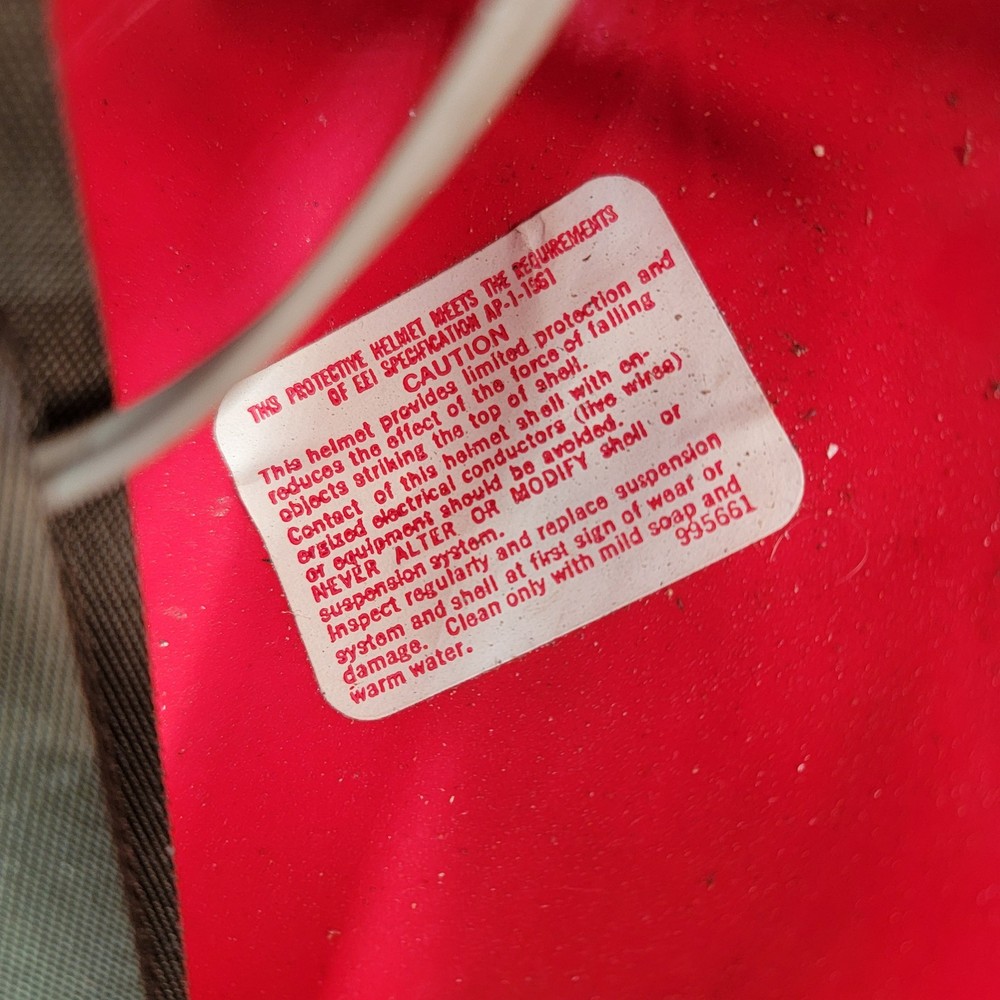 THIS PROTECTIVE HELMET MEETS THE REQUIREMENTS
OF EEI SPECIFICATION AP-1-1961
CAUTION
This helmet provides limited protection and
reduces the effect of the force of falling
objects striking the top of shell.
Contact of this helmet shell with en-
ergized electrical conductors (live wires)
or equipment should be avoided.
NEVER ALTER OR MODIFY shell or
suspension system.
Inspect regularly and replace suspension
system and shell at first sign of wear or
damage. Clean only with mild soap and
warm water.
995661